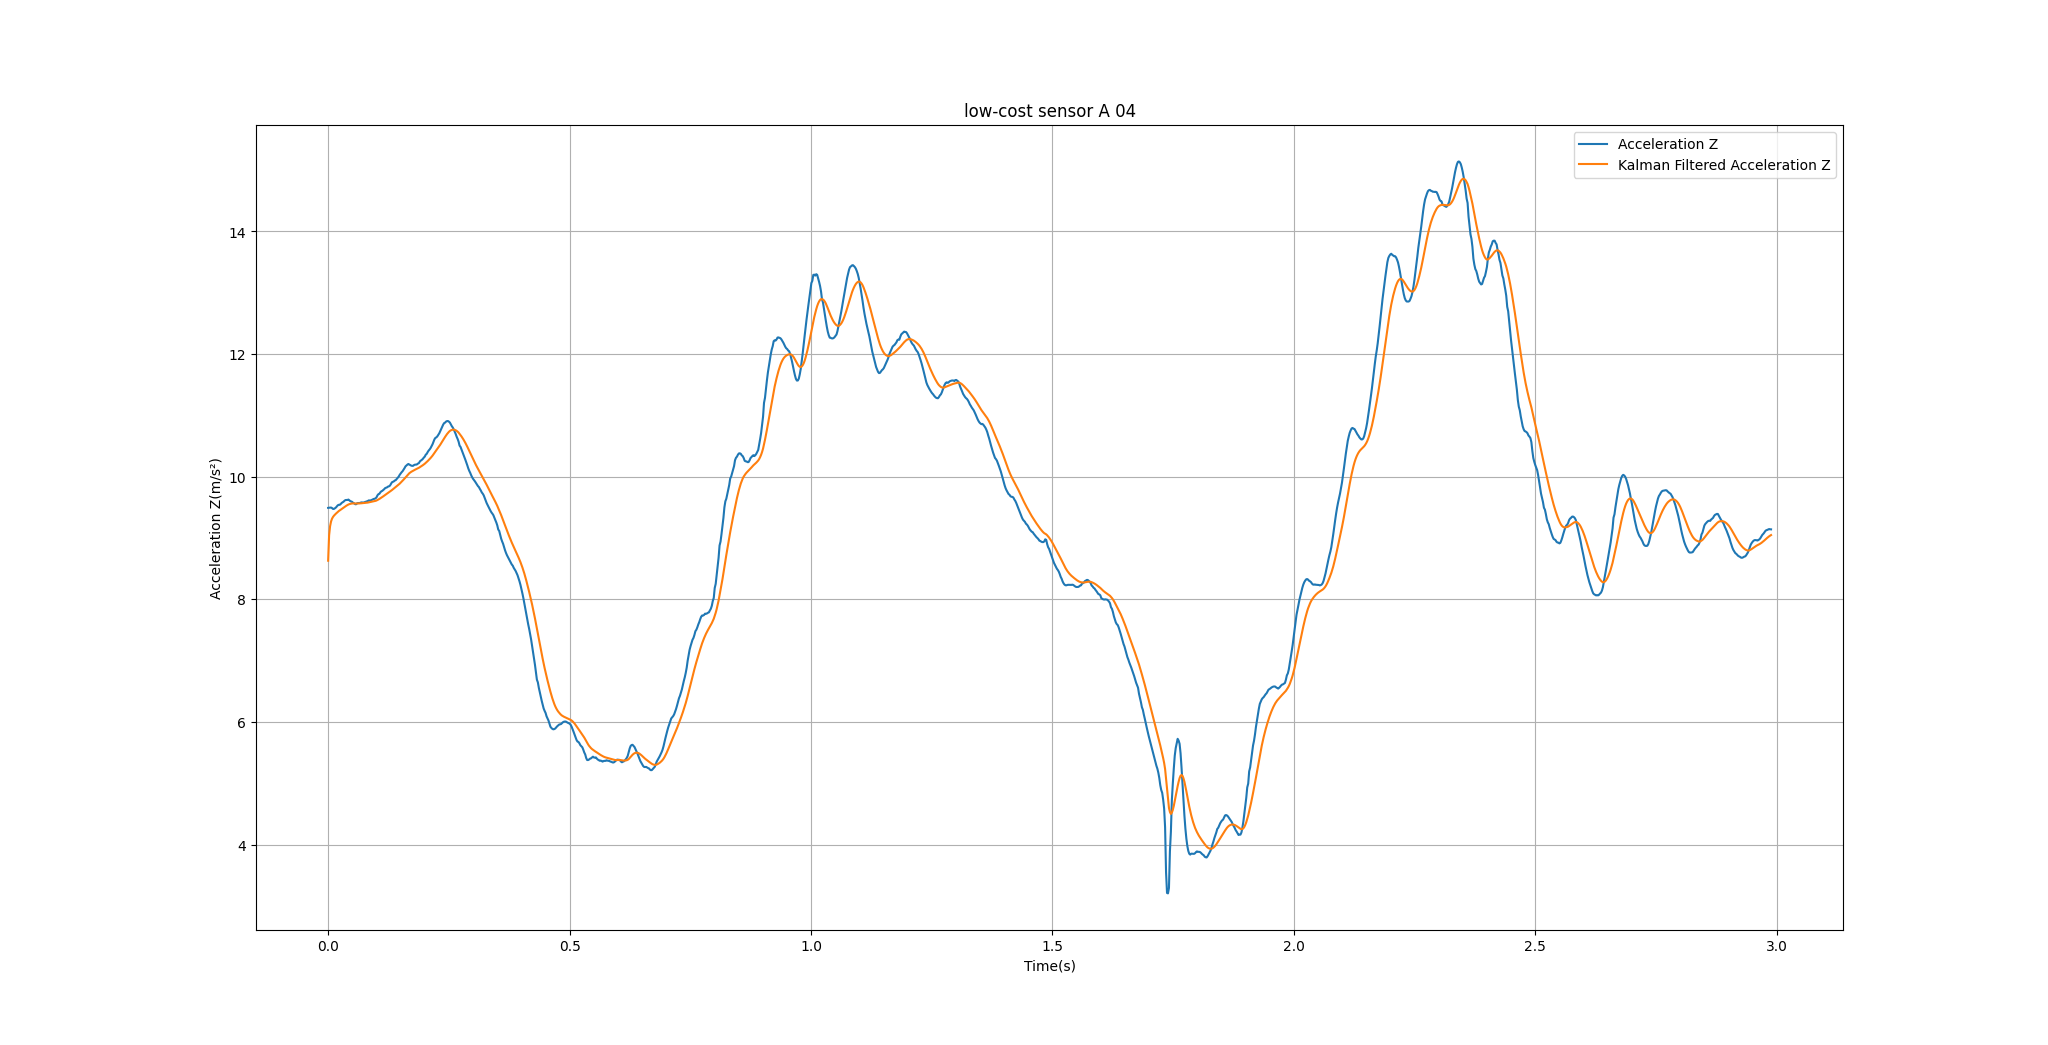 low-cost sensor A 04
Acceleration Z
Kalman Filtered Acceleration Z
Acceleration Z(m/s²)
14
12
10
8
6
4
0.0 0.5 1.0 1.5 2.0 2.5 3.0
Time(s)